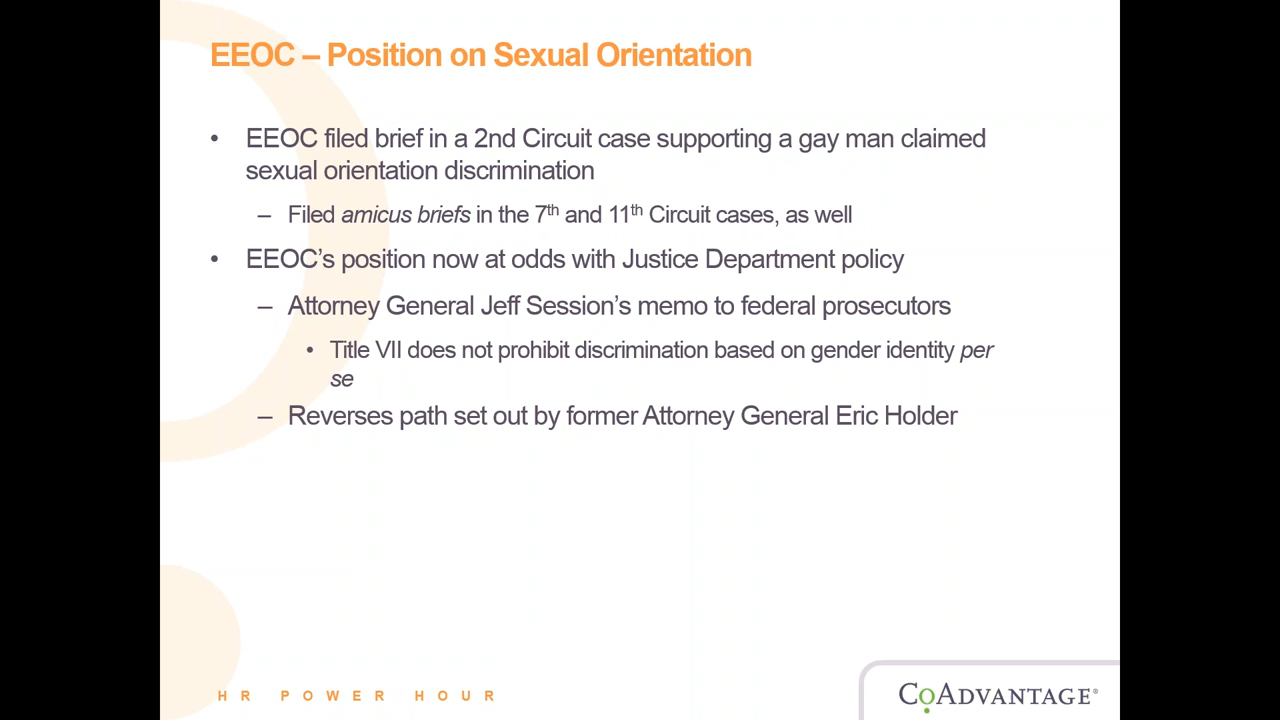 EEOC – Position on Sexual Orientation
• EEOC filed brief in a 2nd Circuit case supporting a gay man claimed
sexual orientation discrimination
– Filed amicus briefs in the 7th and 11th Circuit cases, as well
• EEOC's position now at odds with Justice Department policy
– Attorney General Jeff Session's memo to federal prosecutors
• Title VII does not prohibit discrimination based on gender identity per
se
– Reverses path set out by former Attorney General Eric Holder
HR POWER HOUR
CoAdvantage®